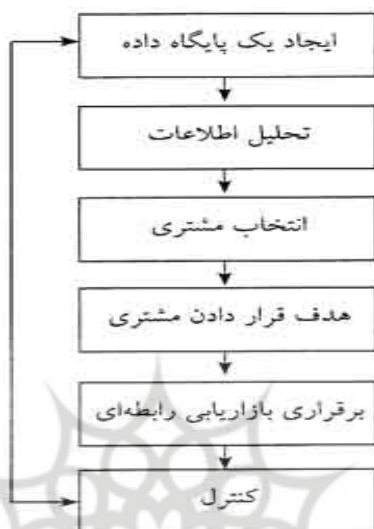 ایجاد یک پایگاه داده
تحلیل اطلاعات
انتخاب مشتری
هدف قرار دادن مشتری
برقراری بازاریابی رابطه‌ای
کنترل